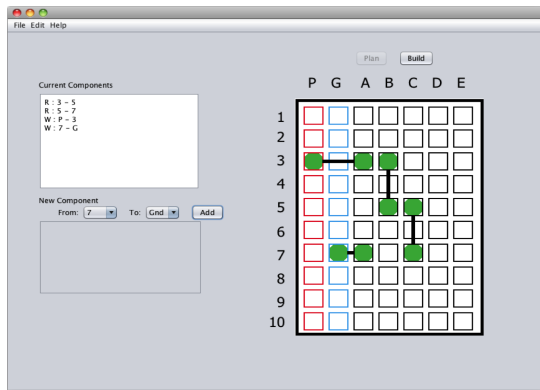 File Edit Help
Plan
Build
Current Components
R : 3 – 5
R : 5 – 7
W : P – 3
W : 7 – G
New Component
From: 7 To: Gnd Add
P G A B C D E
1
2
3
4
5
6
7
8
9
10